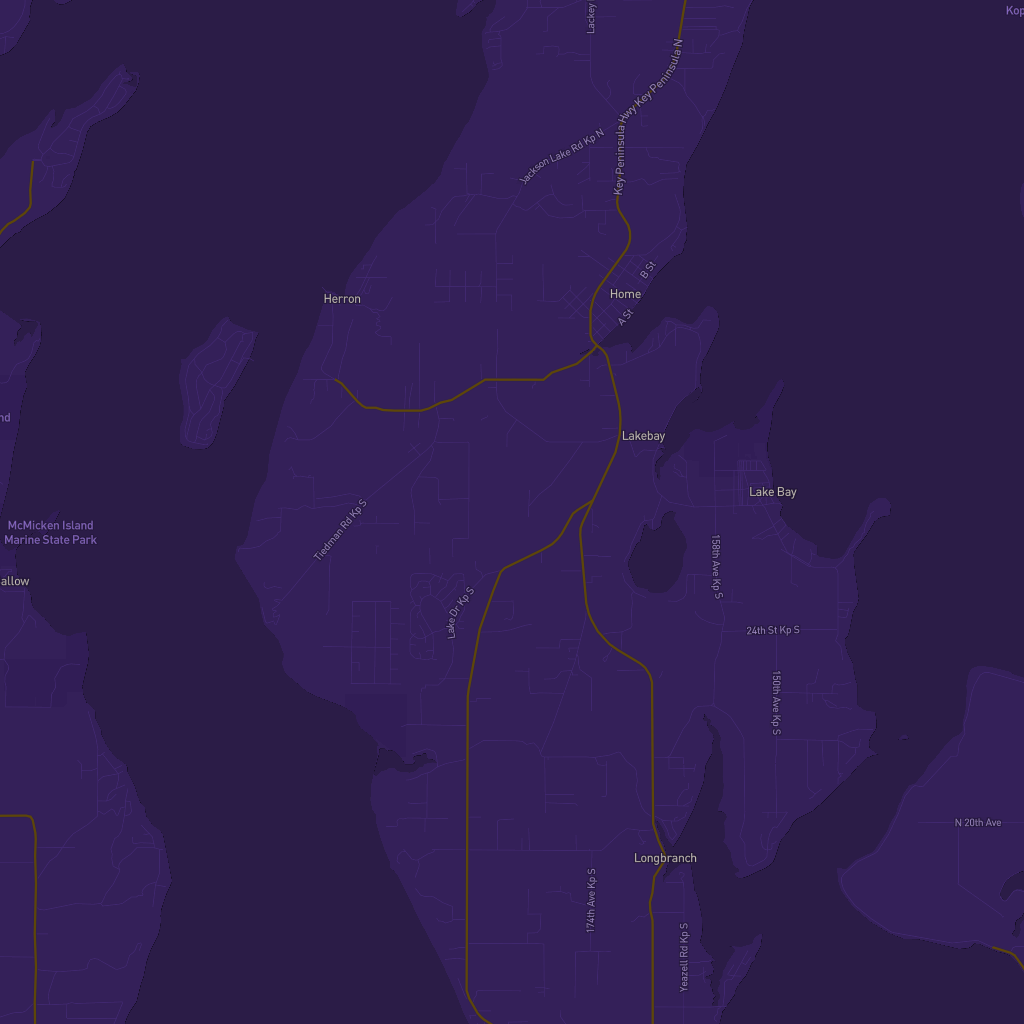 Lackey
Key Peninsula Hwy Key Peninsula N
Jackson Lake Rd Kp N
B St
Home
Herron
A St
Lakebay
Lake Bay
McMicken Island
Marine State Park
Tiedman Rd Kp S
158th Ave Kp S
Lake Dr Kp S
24th St Kp S
150th Ave Kp S
N 20th Ave
Longbranch
174th Ave Kp S
Yeazell Rd Kp S
allow
nd
Kop